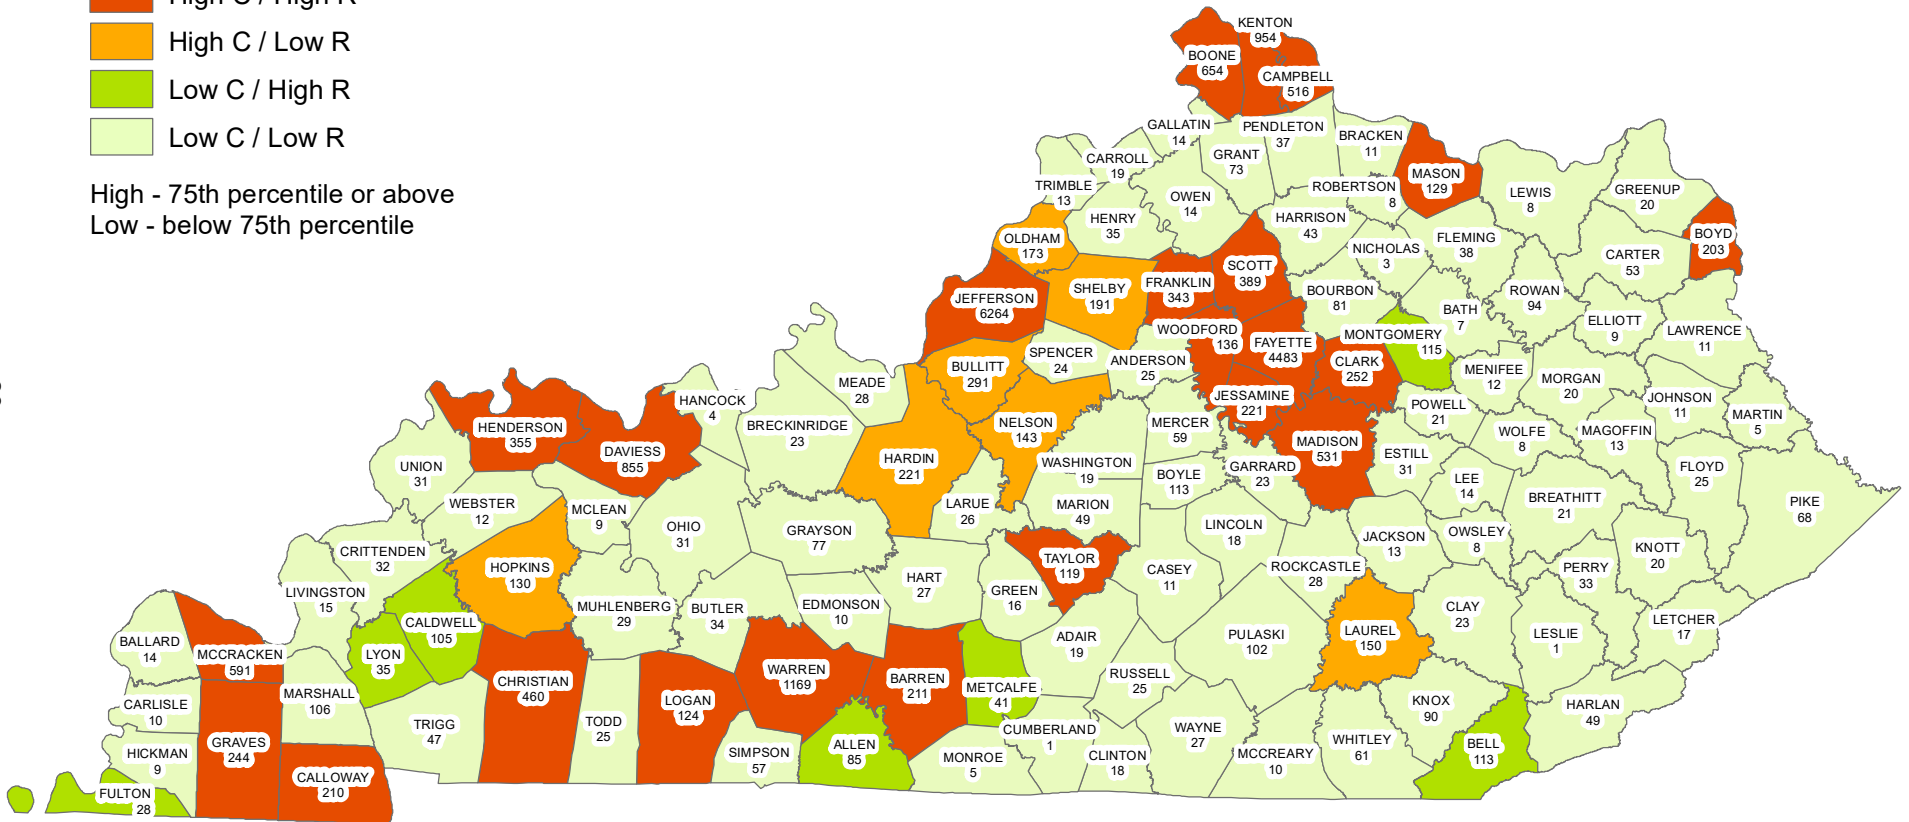 High C / High R
High C / Low R
Low C / High R
Low C / Low R
High - 75th percentile or above
Low - below 75th percentile
KENTON
954
BOONE
654
CAMPBELL
516
GALLATIN
14
PENDLETON
37
BRACKEN
11
CARROLL
19
GRANT
73
MASON
129
TRIMBLE
13
OWEN
14
ROBERTSON
8
LEWIS
8
GREENUP
20
HENRY
35
HARRISON
43
OLDHAM
173
NICHOLAS
3
FLEMING
38
BOYD
203
CARTER
53
SCOTT
389
FRANKLIN
343
SHELBY
191
JEFFERSON
6264
BOURBON
81
ROWAN
94
BATH
7
ELLIOTT
9
LAWRENCE
11
WOODFORD
136
FAYETTE
4483
MONTGOMERY
115
SPENCER
24
ANDERSON
25
CLARK
252
BULLITT
291
MENIFEE
12
MORGAN
20
MEADE
28
HANCOCK
4
JESSAMINE
221
POWELL
21
JOHNSON
11
MARTIN
5
NELSON
143
MERCER
59
BRECKINRIDGE
23
HENDERSON
355
WOLFE
8
MAGOFFIN
13
MADISON
531
DAVIESS
855
HARDIN
221
WASHINGTON
19
ESTILL
31
UNION
31
GARRARD
23
BOYLE
113
LEE
14
FLOYD
25
BREATHITT
21
PIKE
68
WEBSTER
12
MCLEAN
9
LARUE
26
MARION
49
OHIO
31
GRAYSON
77
LINCOLN
18
JACKSON
13
OWSLEY
8
KNOTT
20
CRITTENDEN
32
HOPKINS
130
TAYLOR
119
CASEY
11
ROCKCASTLE
28
PERRY
33
LIVINGSTON
15
HART
27
GREEN
16
MUHLENBERG
29
BUTLER
34
EDMONSON
10
CLAY
23
CALDWELL
105
LETCHER
17
BALLARD
14
MCCRACKEN
591
LYON
35
ADAIR
19
PULASKI
102
LAUREL
150
LESLIE
1
CHRISTIAN
460
WARREN
1169
BARREN
211
METCALFE
41
RUSSELL
25
MARSHALL
106
CARLISLE
10
LOGAN
124
KNOX
90
HARLAN
49
TRIGG
47
TODD
25
CUMBERLAND
1
WAYNE
27
GRAVES
244
HICKMAN
9
SIMPSON
57
ALLEN
85
MONROE
5
CLINTON
18
MCCREARY
10
WHITLEY
61
BELL
113
CALLOWAY
210
FULTON
28